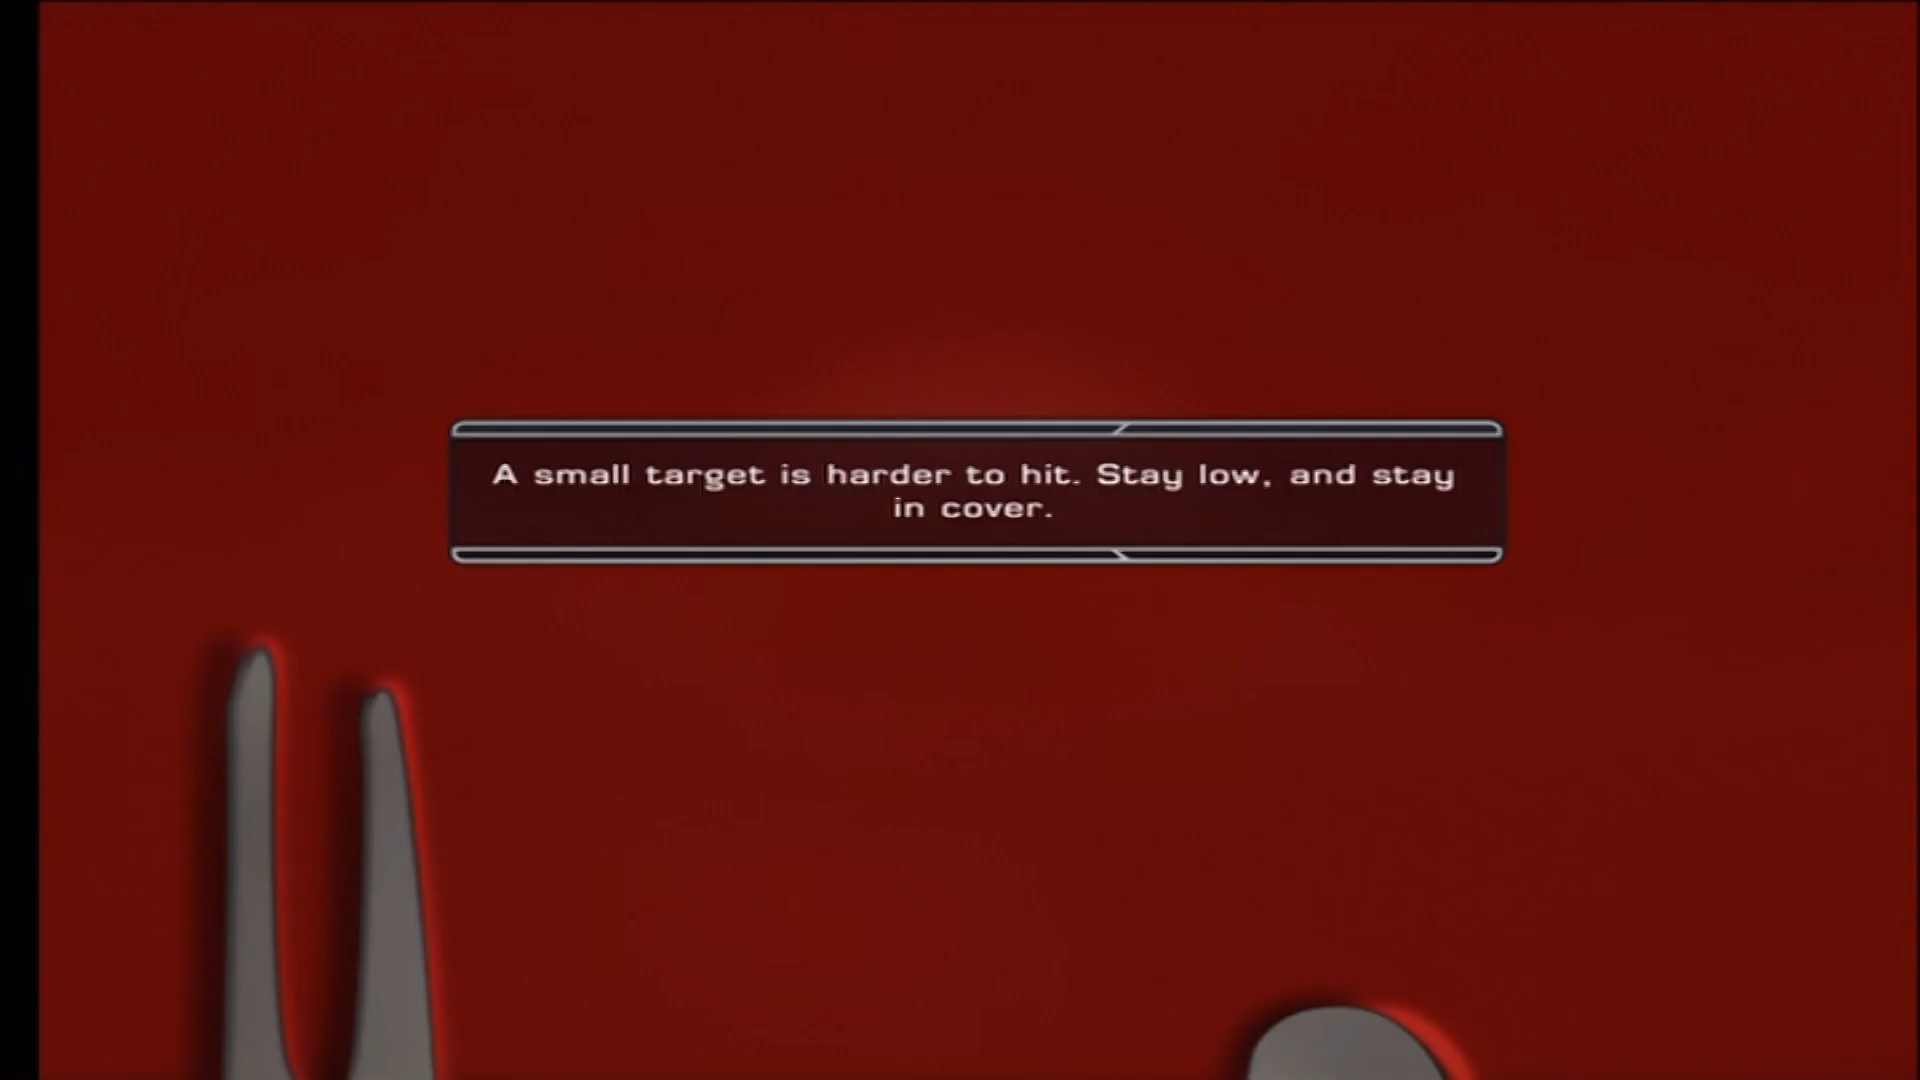 A small target is harder to hit. Stay low, and stay
in cover.